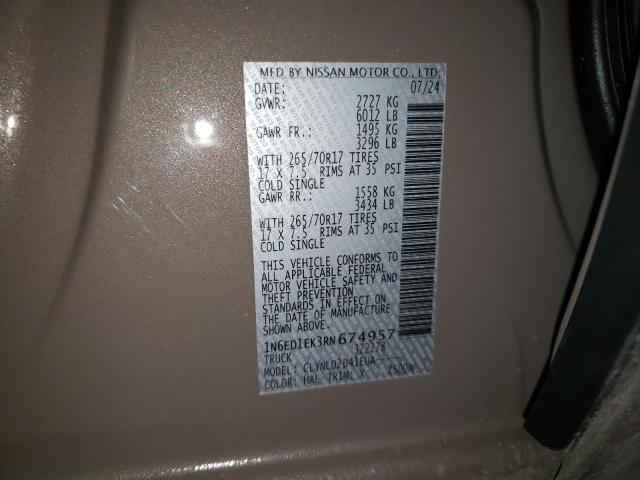 MFD BY NISSAN MOTOR CO., LTD.
DATE: 07/24
GVWR: 2727 KG
6012 LB
GAWR FR.: 1495 KG
3296 LB
WITH 265/70R17 TIRES
17 X 7.5 RIMS AT 35 PSI
COLD SINGLE
GAWR RR.: 1558 KG
3434 LB
WITH 265/70R17 TIRES
17 X 7.5 RIMS AT 35 PSI
COLD SINGLE
THIS VEHICLE CONFORMS TO
ALL APPLICABLE FEDERAL
MOTOR VEHICLE SAFETY AND
THEFT PREVENTION
STANDARDS IN EFFECT ON
THE DATE OF MANUFACTURE
SHOWN ABOVE.
1N6ED1EK3RN674957
TRUCK 322278
MODEL: CLYNLD2D41EUA-----
COLOR: HAL TRIM: X 2S004